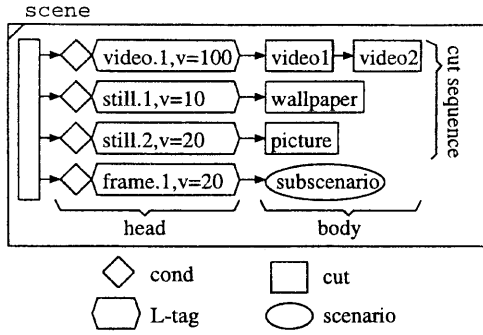 scene
video.1,v=100 video1 video2
still.1,v=10 wallpaper
still.2,v=20 picture
frame.1,v=20 subscenario
cut sequence
head body
cond cut
L-tag scenario